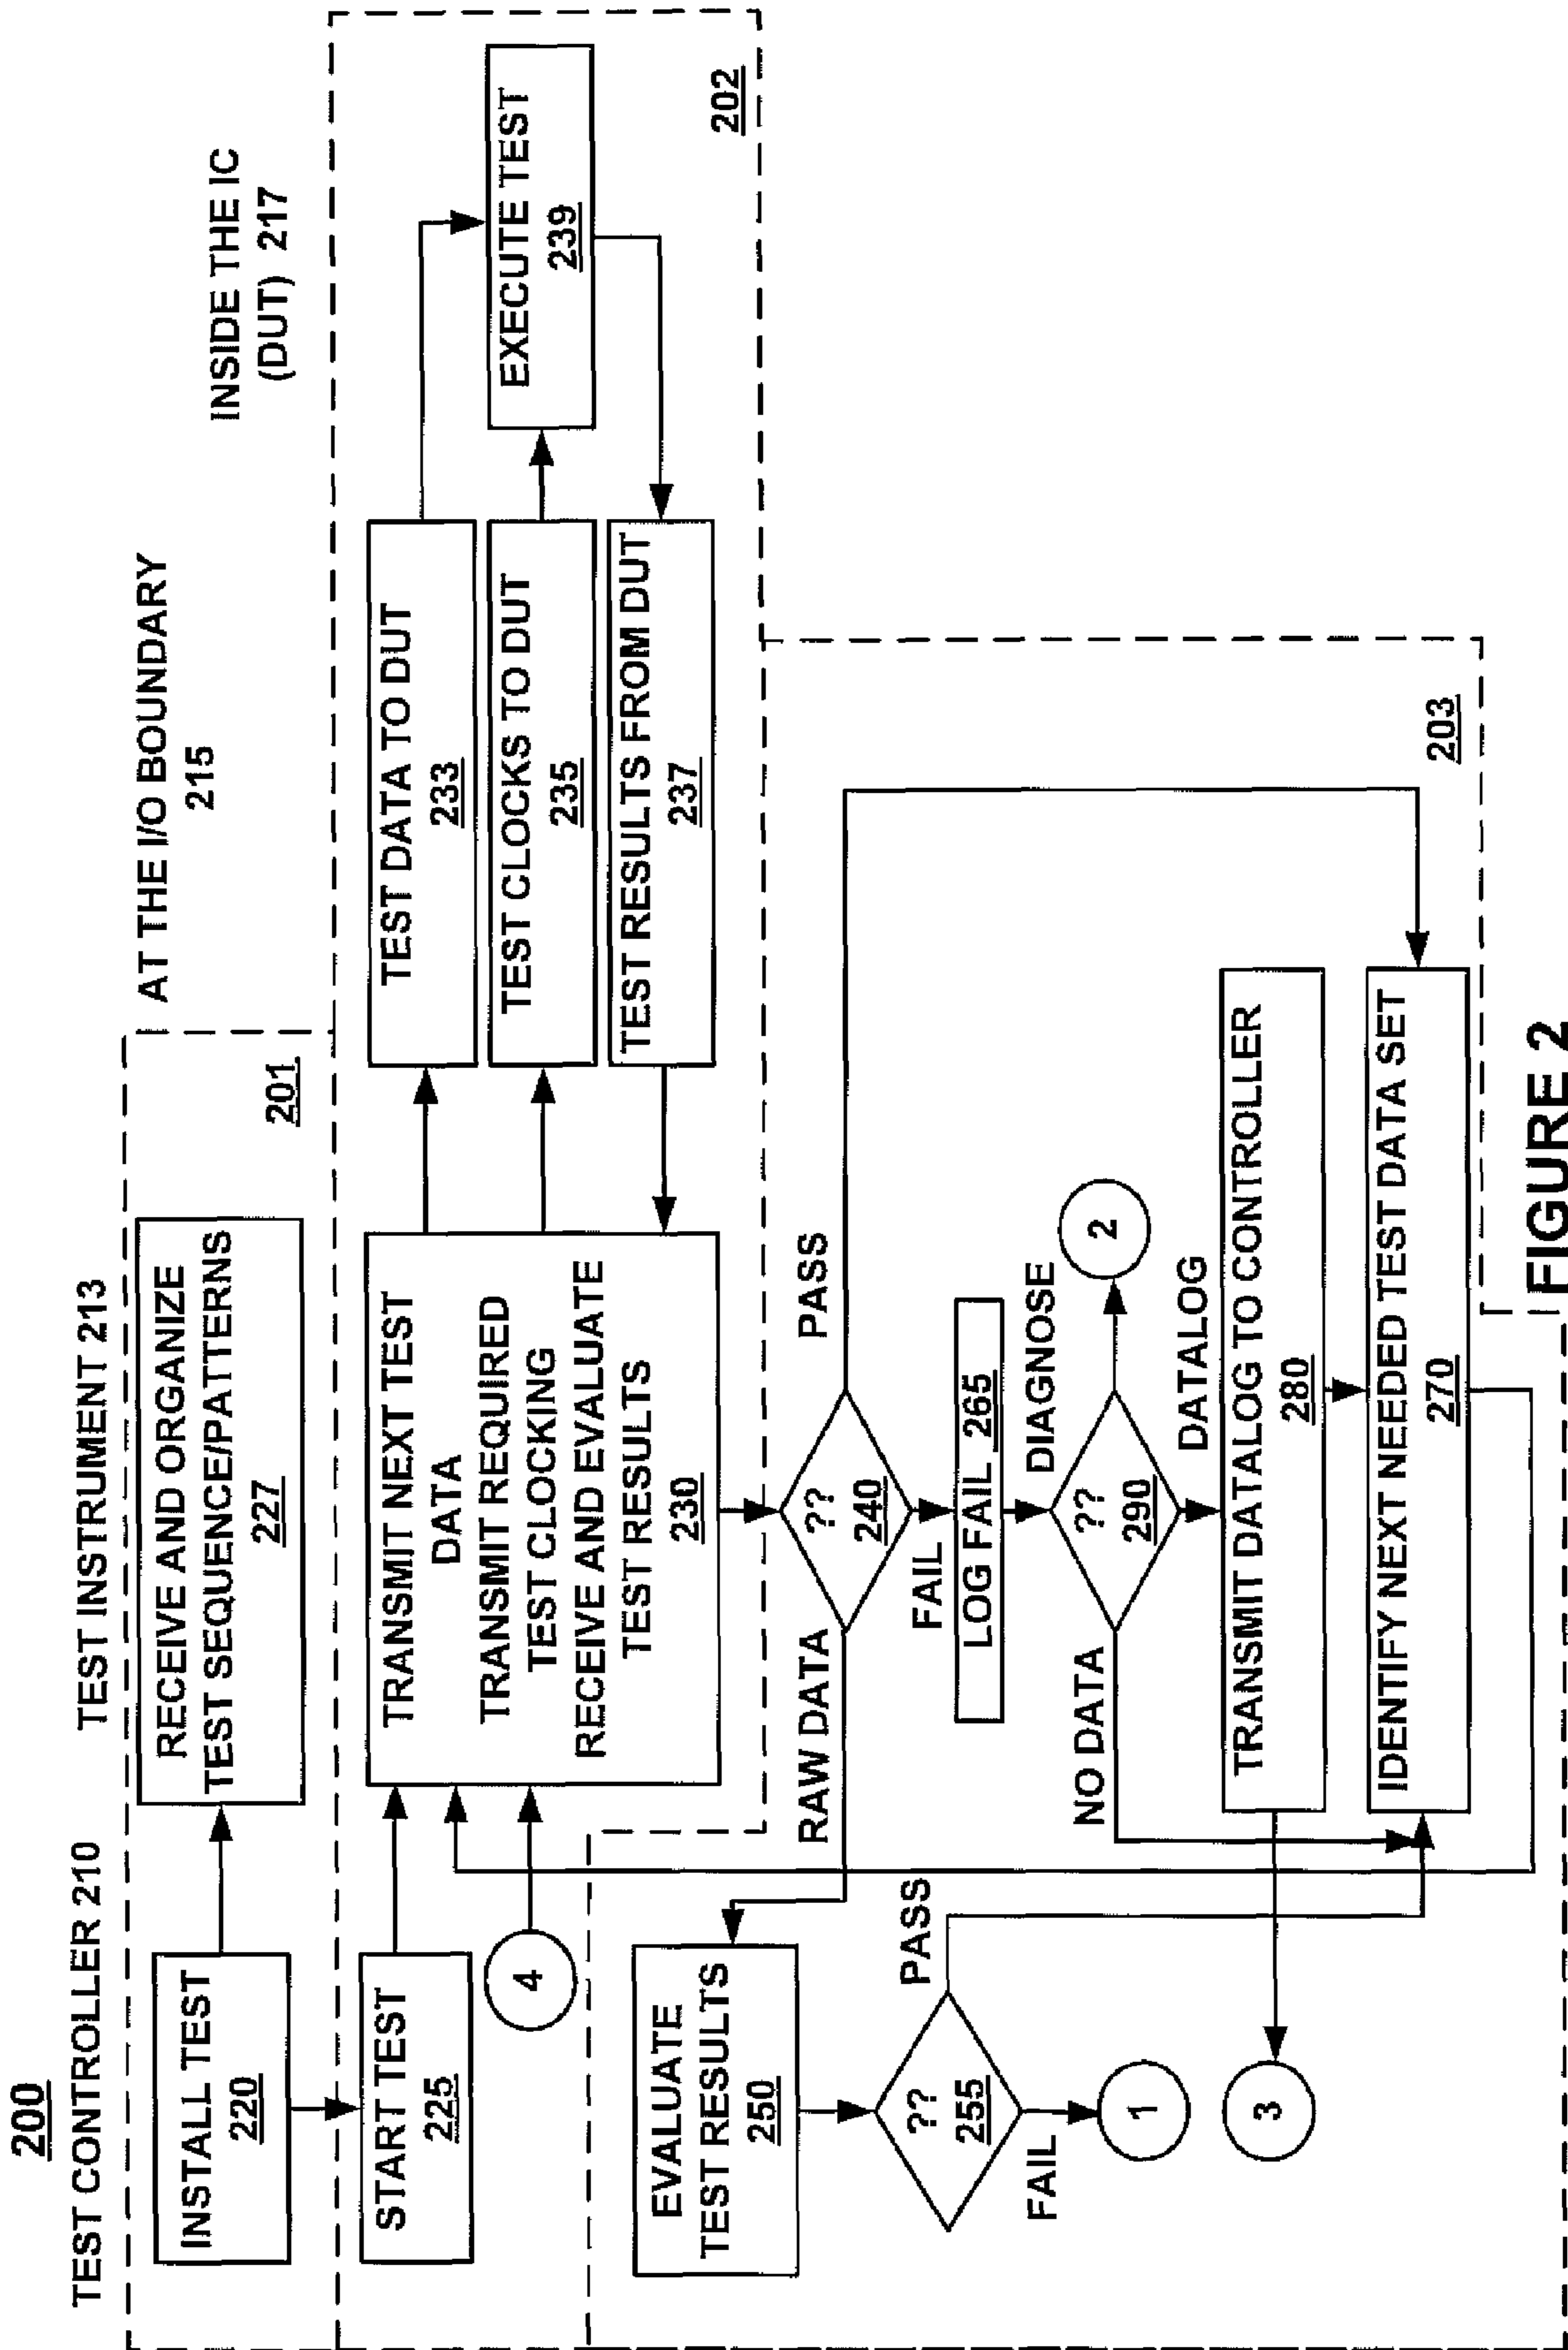 200
TEST CONTROLLER 210
TEST INSTRUMENT 213
AT THE I/O BOUNDARY
215
INSIDE THE IC
(DUT) 217
INSTALL TEST
220
RECEIVE AND ORGANIZE
TEST SEQUENCE/PATTERNS
227
201
START TEST
225
4
TRANSMIT NEXT TEST
DATA
TRANSMIT REQUIRED
TEST CLOCKING
RECEIVE AND EVALUATE
TEST RESULTS
230
TEST DATA TO DUT
233
TEST CLOCKS TO DUT
235
TEST RESULTS FROM DUT
237
EXECUTE TEST
239
202
RAW DATA
??
240
PASS
FAIL
EVALUATE
TEST RESULTS
250
??
255
PASS
FAIL
1
3
LOG FAIL 265
NO DATA
??
290
DIAGNOSE
2
DATALOG
TRANSMIT DATALOG TO CONTROLLER
280
IDENTIFY NEXT NEEDED TEST DATA SET
270
203
FIGURE 2